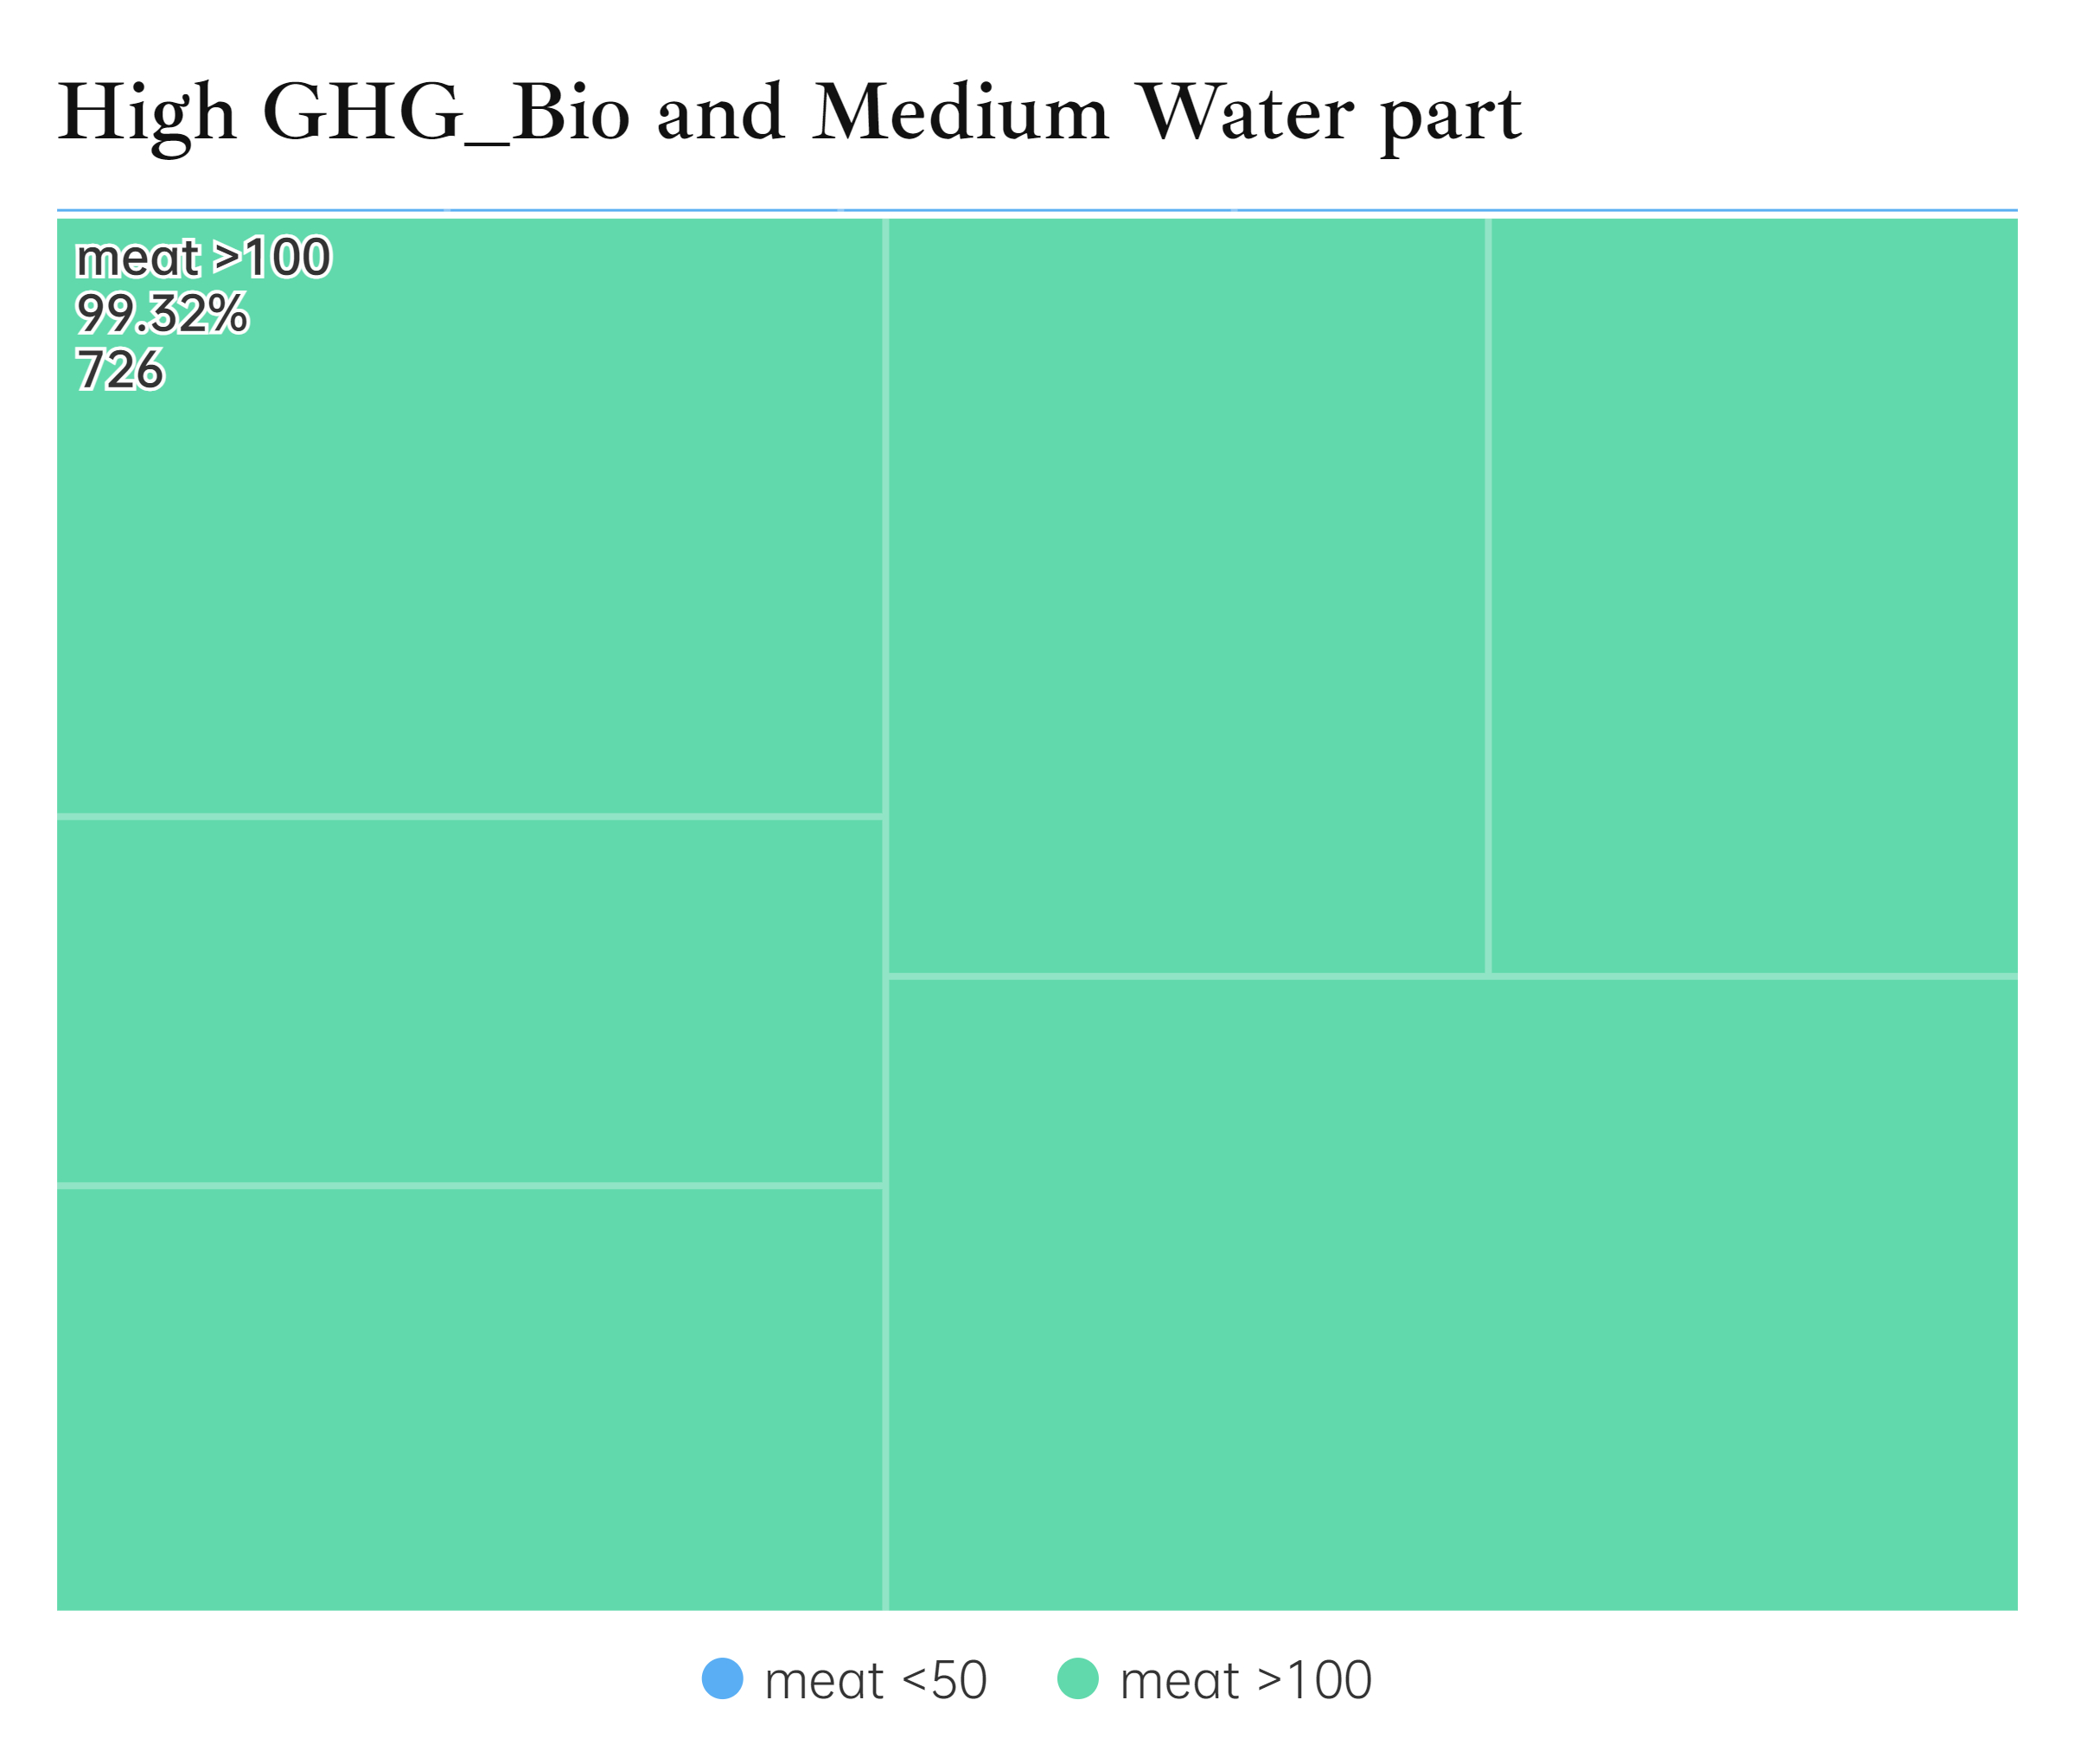 High GHG_Bio and Medium Water part
meat >100
99.32%
726
meat <50
meat >100